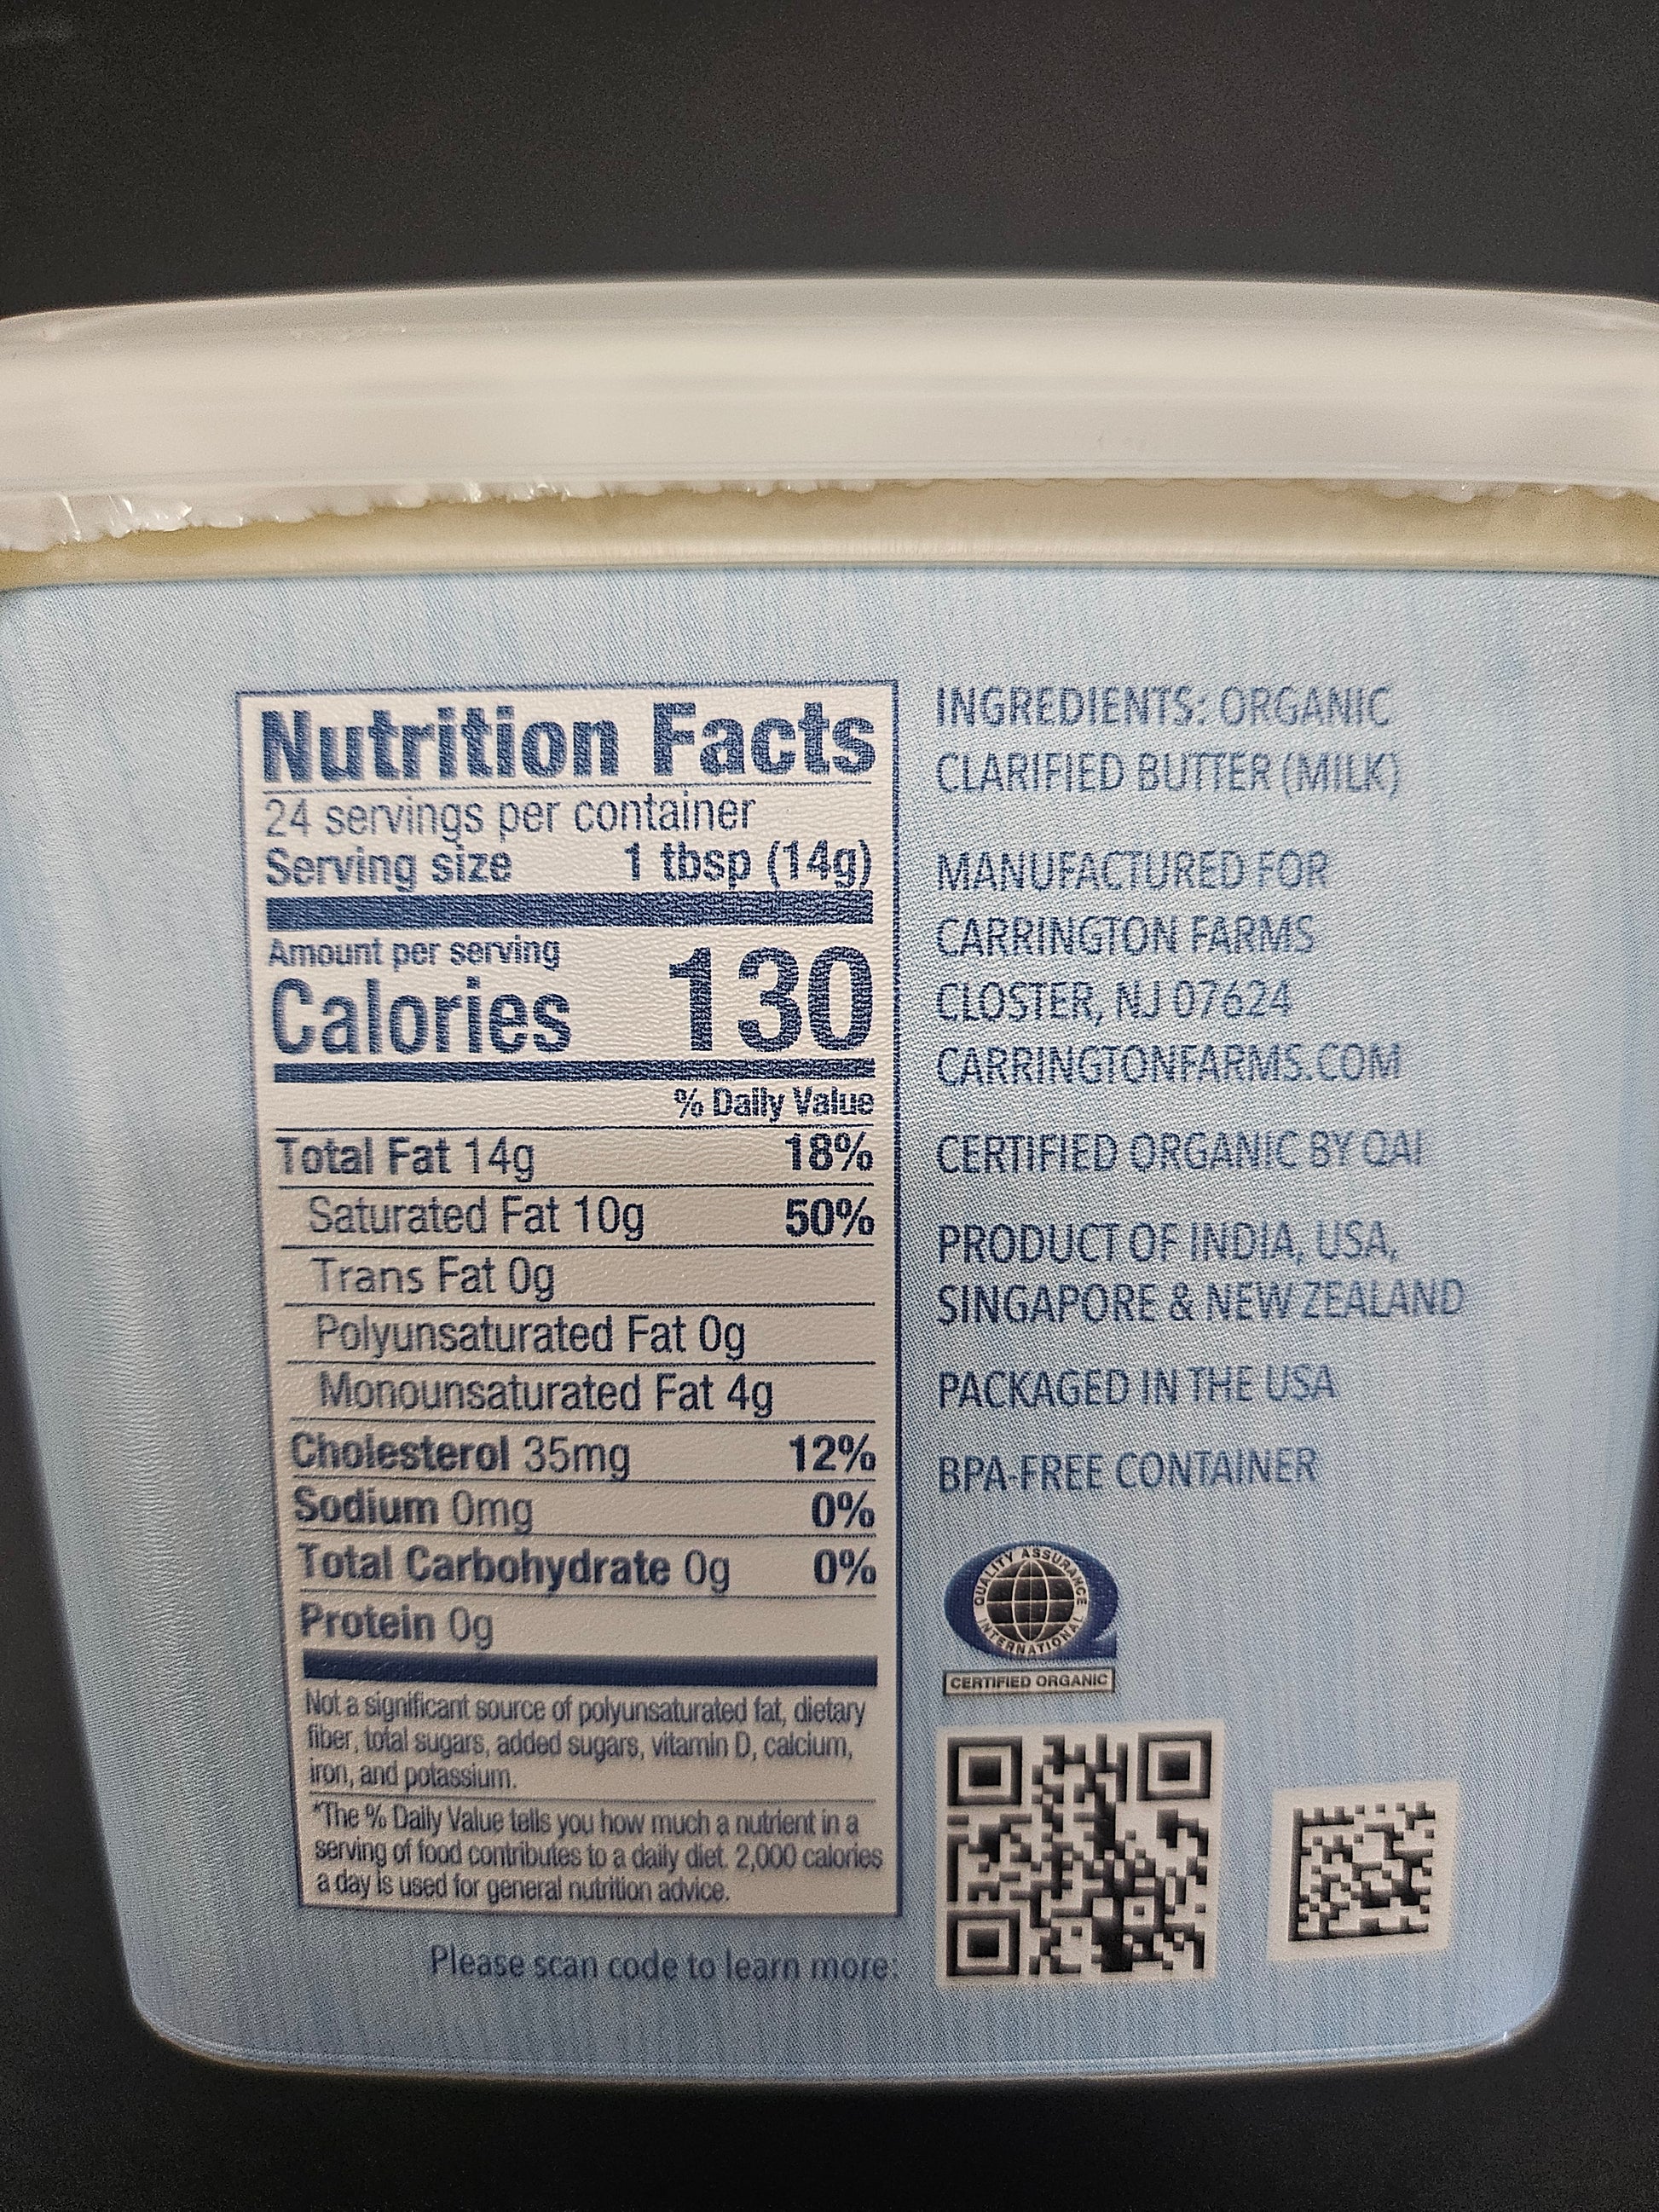 Nutrition Facts
24 servings per container
Serving size 1 tbsp (14g)
Amount per serving
Calories 130
% Daily Value
Total Fat 14g 18%
Saturated Fat 10g 50%
Trans Fat 0g
Polyunsaturated Fat 0g
Monounsaturated Fat 4g
Cholesterol 35mg 12%
Sodium 0mg 0%
Total Carbohydrate 0g 0%
Protein 0g
Not a significant source of polyunsaturated fat, dietary
fiber, total sugars, added sugars, vitamin D, calcium,
iron, and potassium.
*The % Daily Value tells you how much a nutrient in a
serving of food contributes to a daily diet. 2,000 calories
a day is used for general nutrition advice.
Please scan code to learn more:
INGREDIENTS: ORGANIC
CLARIFIED BUTTER (MILK)
MANUFACTURED FOR
CARRINGTON FARMS
CLOSTER, NJ 07624
CARRINGTONFARMS.COM
CERTIFIED ORGANIC BY QAI
PRODUCT OF INDIA, USA,
SINGAPORE & NEW ZEALAND
PACKAGED IN THE USA
BPA-FREE CONTAINER
QUALITY ASSURANCE
INTERNATIONAL
CERTIFIED ORGANIC